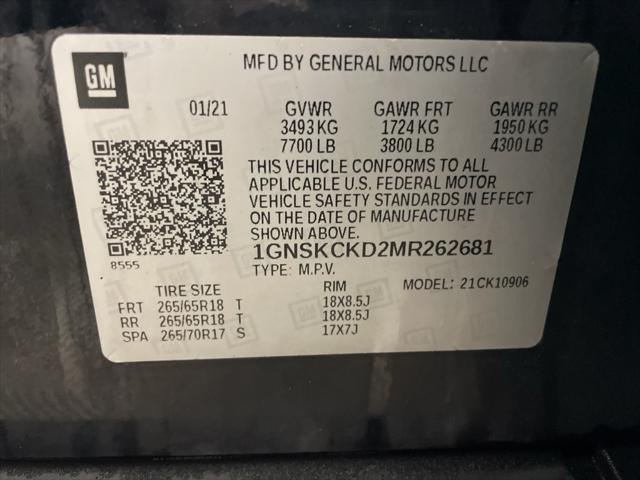 GM
MFD BY GENERAL MOTORS LLC
01/21 GVWR GAWR FRT GAWR RR
3493 KG 1724 KG 1950 KG
7700 LB 3800 LB 4300 LB
THIS VEHICLE CONFORMS TO ALL
APPLICABLE U.S. FEDERAL MOTOR
VEHICLE SAFETY STANDARDS IN EFFECT
ON THE DATE OF MANUFACTURE
SHOWN ABOVE.
8555
1GNSKCKD2MR262681
TYPE: M.P.V. MODEL: 21CK10906
TIRE SIZE RIM
FRT 265/65R18 T 18X8.5J
RR 265/65R18 T 18X8.5J
SPA 265/70R17 S 17X7J